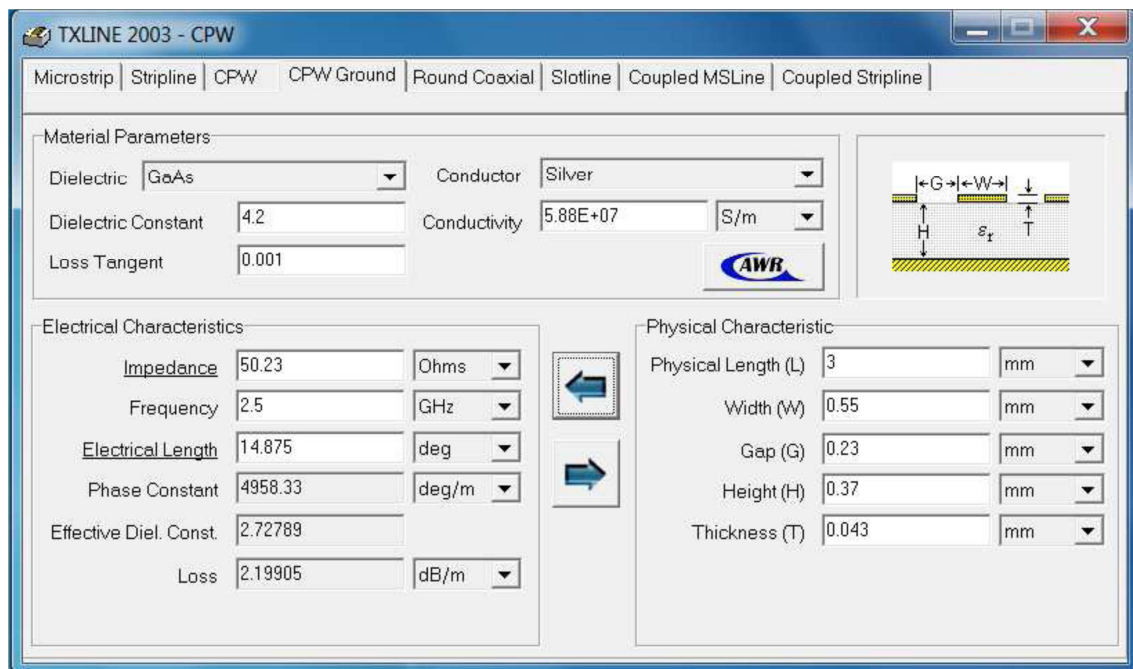 TXLINE 2003 - CPW
Microstrip Stripline CPW CPW Ground Round Coaxial Slotline Coupled MSLine Coupled Stripline
Material Parameters
Dielectric GaAs Conductor Silver
Dielectric Constant 4.2 Conductivity 5.88E+07 S/m
Loss Tangent 0.001 AWR
G W
H εr T
Electrical Characteristics
Impedance 50.23 Ohms
Frequency 2.5 GHz
Electrical Length 14.875 deg
Phase Constant 4958.33 deg/m
Effective Diel. Const. 2.72789
Loss 2.19905 dB/m
Physical Characteristic
Physical Length (L) 3 mm
Width (W) 0.55 mm
Gap (G) 0.23 mm
Height (H) 0.37 mm
Thickness (T) 0.043 mm